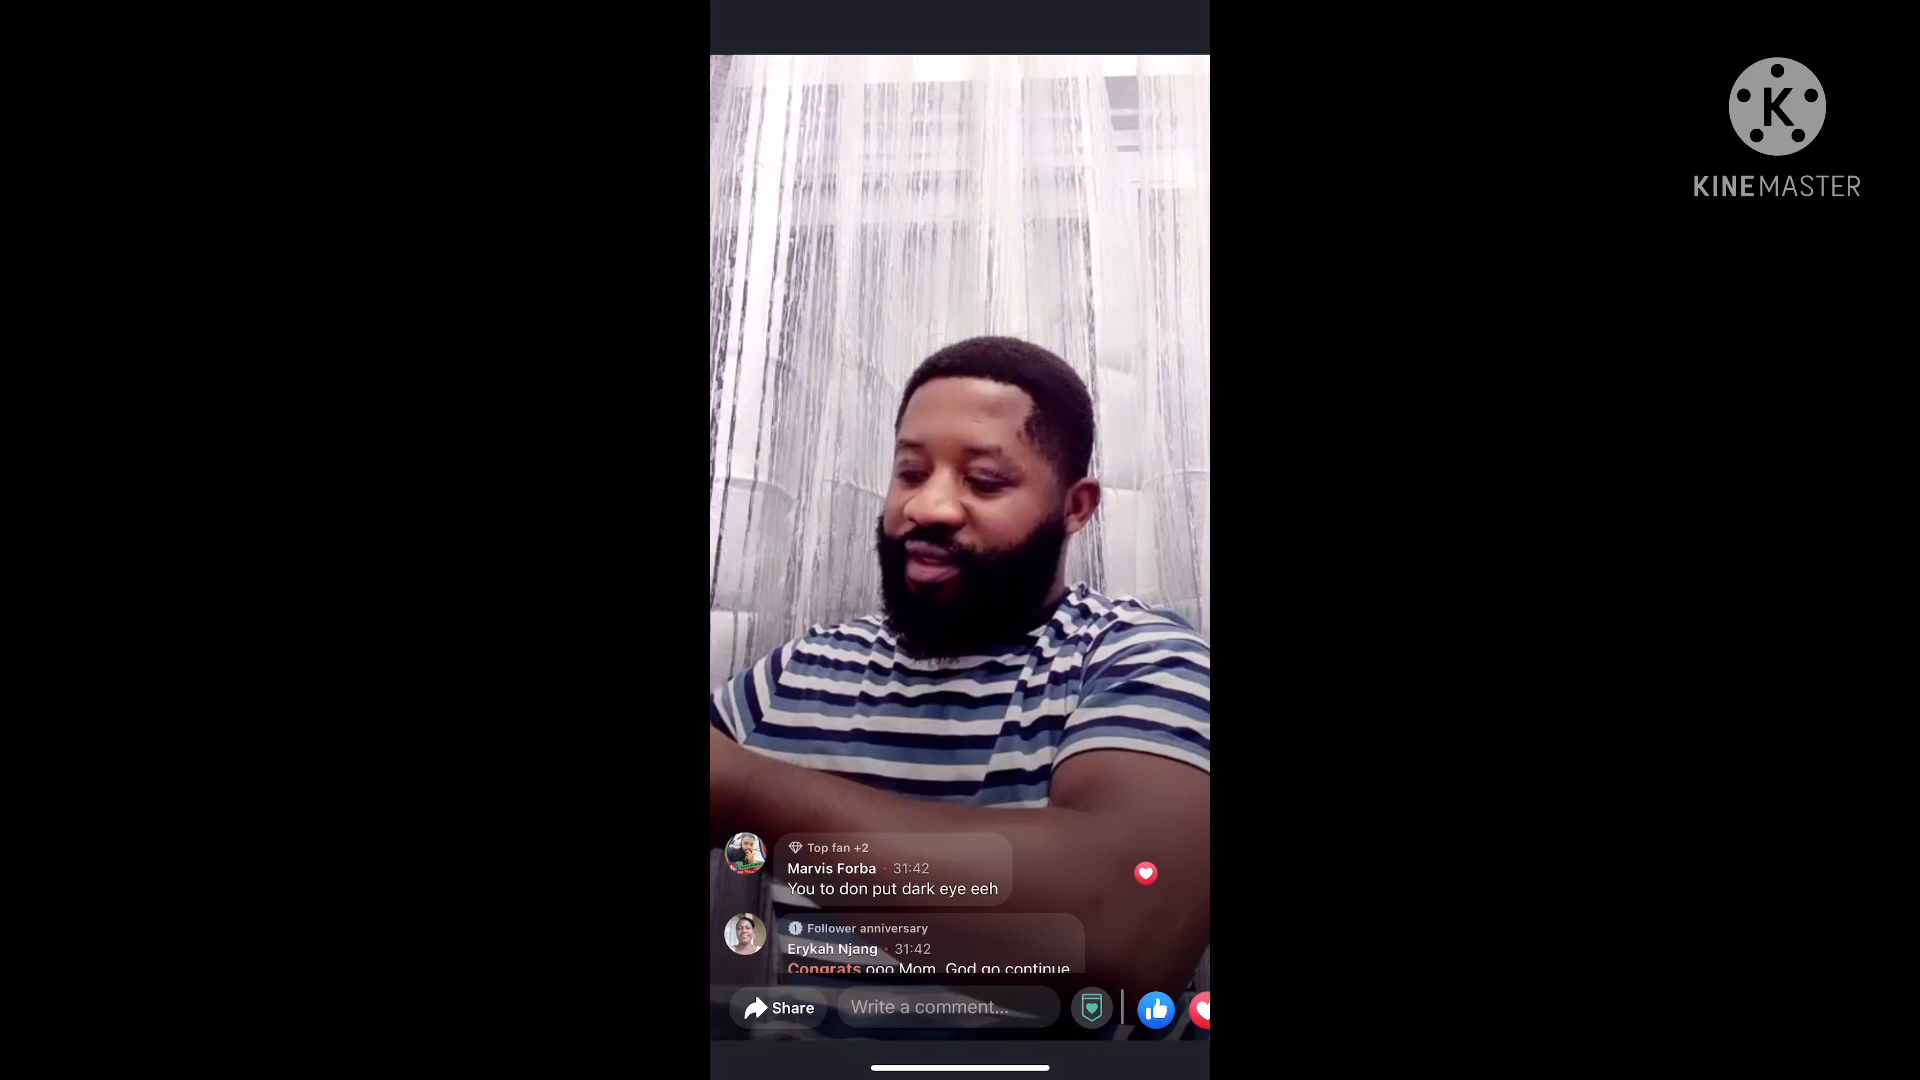 K
KINEMASTER
Top fan +2
Marvis Forba · 31:42
You to don put dark eye eeh
Follower anniversary
Erykah Njang · 31:42
Congrats ooo Mom, God go continue
Share
Write a comment...